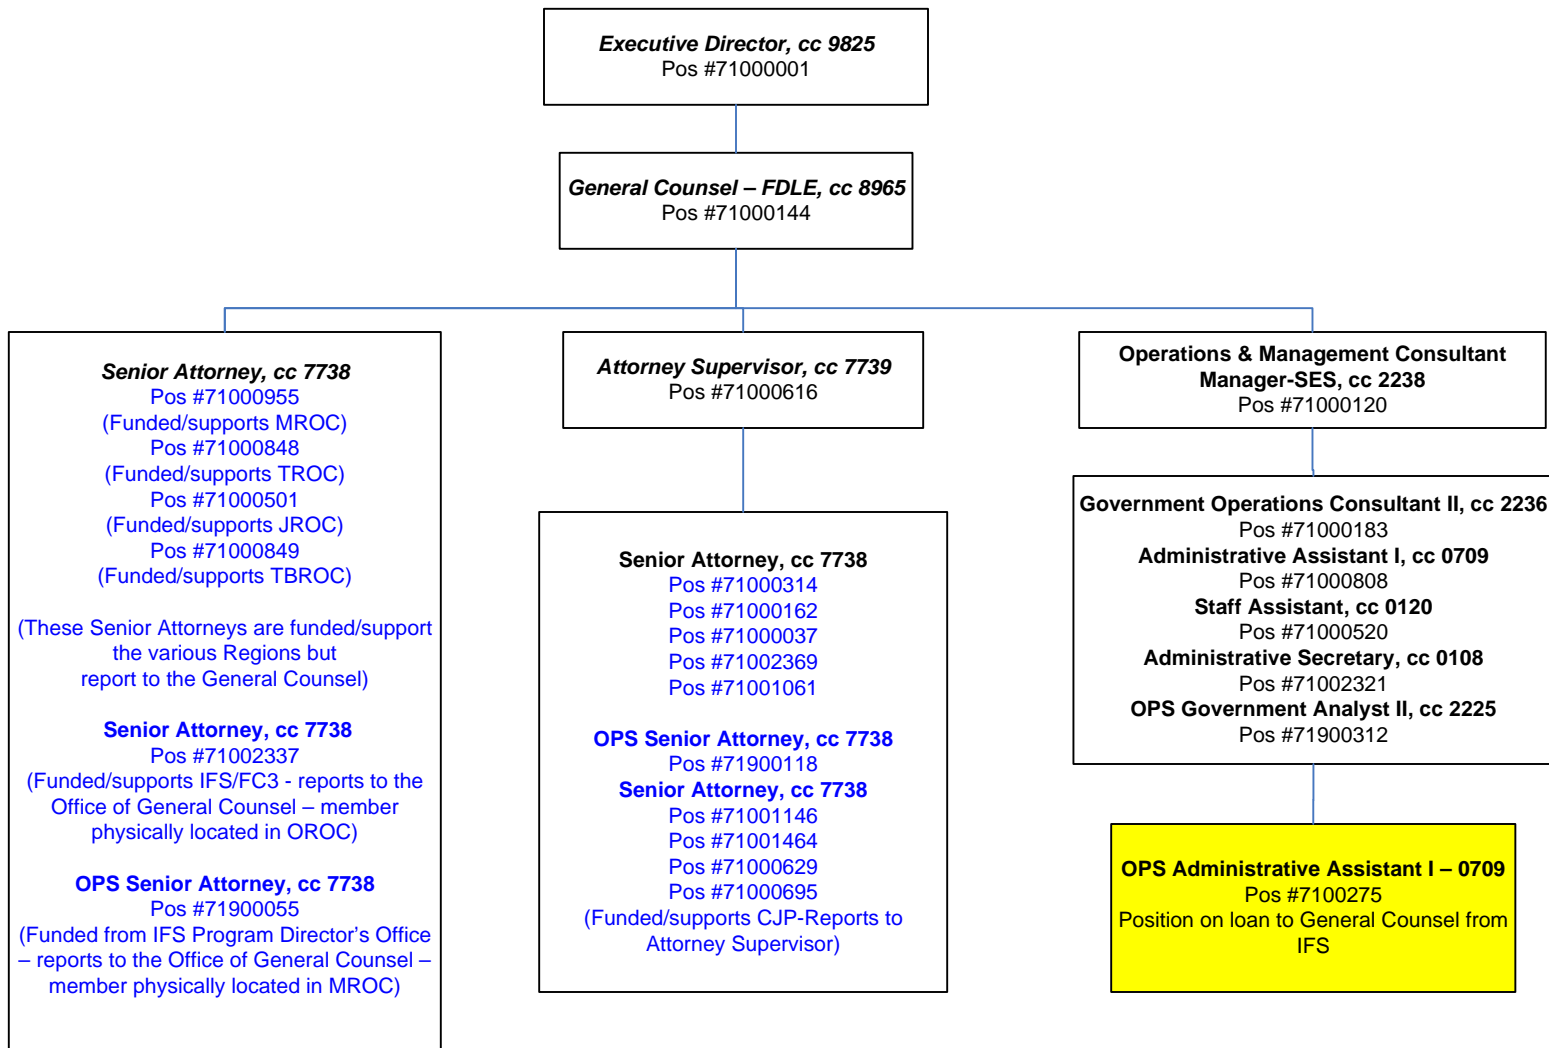 Executive Director, cc 9825
Pos #71000001
General Counsel – FDLE, cc 8965
Pos #71000144
Senior Attorney, cc 7738
Pos #71000955
(Funded/supports MROC)
Pos #71000848
(Funded/supports TROC)
Pos #71000501
(Funded/supports JROC)
Pos #71000849
(Funded/supports TBROC)
(These Senior Attorneys are funded/support
the various Regions but
report to the General Counsel)
Senior Attorney, cc 7738
Pos #71002337
(Funded/supports IFS/FC3 - reports to the
Office of General Counsel – member
physically located in OROC)
OPS Senior Attorney, cc 7738
Pos #71900055
(Funded from IFS Program Director’s Office
– reports to the Office of General Counsel –
member physically located in MROC)
Attorney Supervisor, cc 7739
Pos #71000616
Senior Attorney, cc 7738
Pos #71000314
Pos #71000162
Pos #71000037
Pos #71002369
Pos #71001061
OPS Senior Attorney, cc 7738
Pos #71900118
Senior Attorney, cc 7738
Pos #71001146
Pos #71001464
Pos #71000629
Pos #71000695
(Funded/supports CJP-Reports to
Attorney Supervisor)
Operations & Management Consultant
Manager-SES, cc 2238
Pos #71000120
Government Operations Consultant II, cc 2236
Pos #71000183
Administrative Assistant I, cc 0709
Pos #71000808
Staff Assistant, cc 0120
Pos #71000520
Administrative Secretary, cc 0108
Pos #71002321
OPS Government Analyst II, cc 2225
Pos #71900312
OPS Administrative Assistant I – 0709
Pos #7100275
Position on loan to General Counsel from
IFS